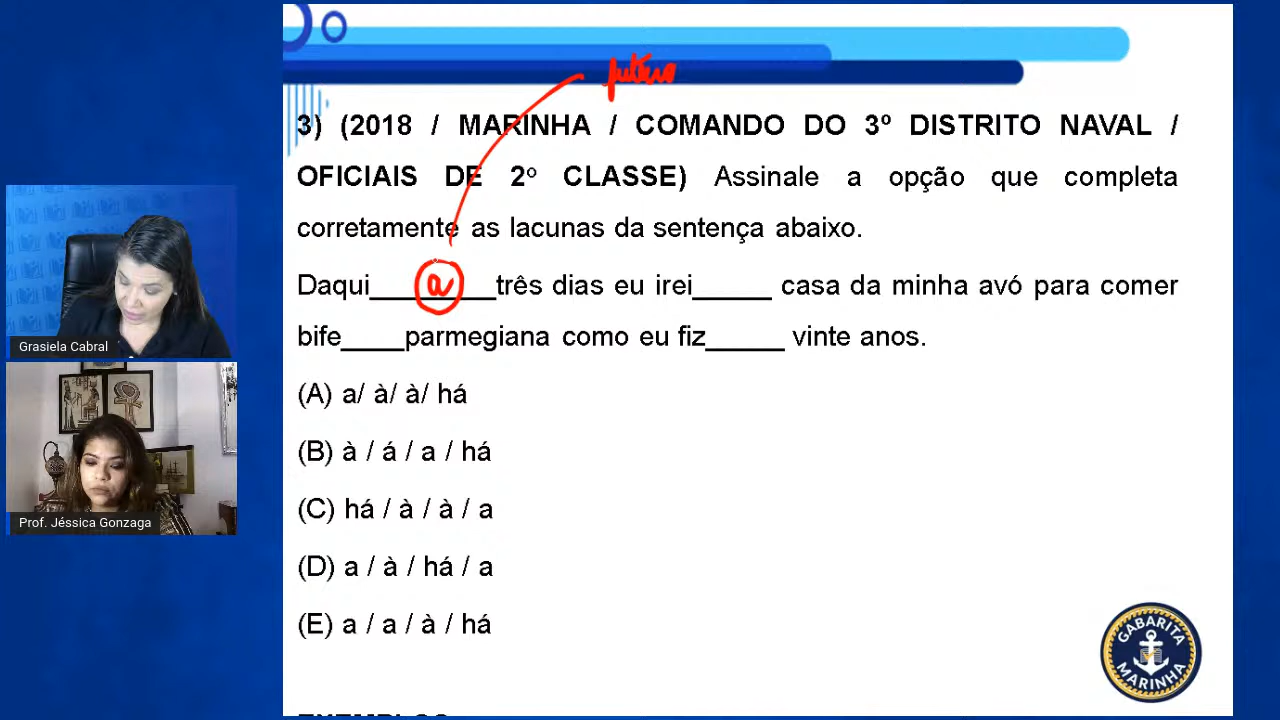 futuro
3) (2018 / MARINHA / COMANDO DO 3º DISTRITO NAVAL /
OFICIAIS DE 2º CLASSE) Assinale a opção que completa
corretamente as lacunas da sentença abaixo.
Daqui____a____três dias eu irei_____ casa da minha avó para comer
bife____parmegiana como eu fiz_____ vinte anos.
(A) a/ à/ à/ há
(B) à / á / a / há
(C) há / à / à / a
(D) a / à / há / a
(E) a / a / à / há
Grasiela Cabral
Prof. Jéssica Gonzaga
GABARITA
MARINHA